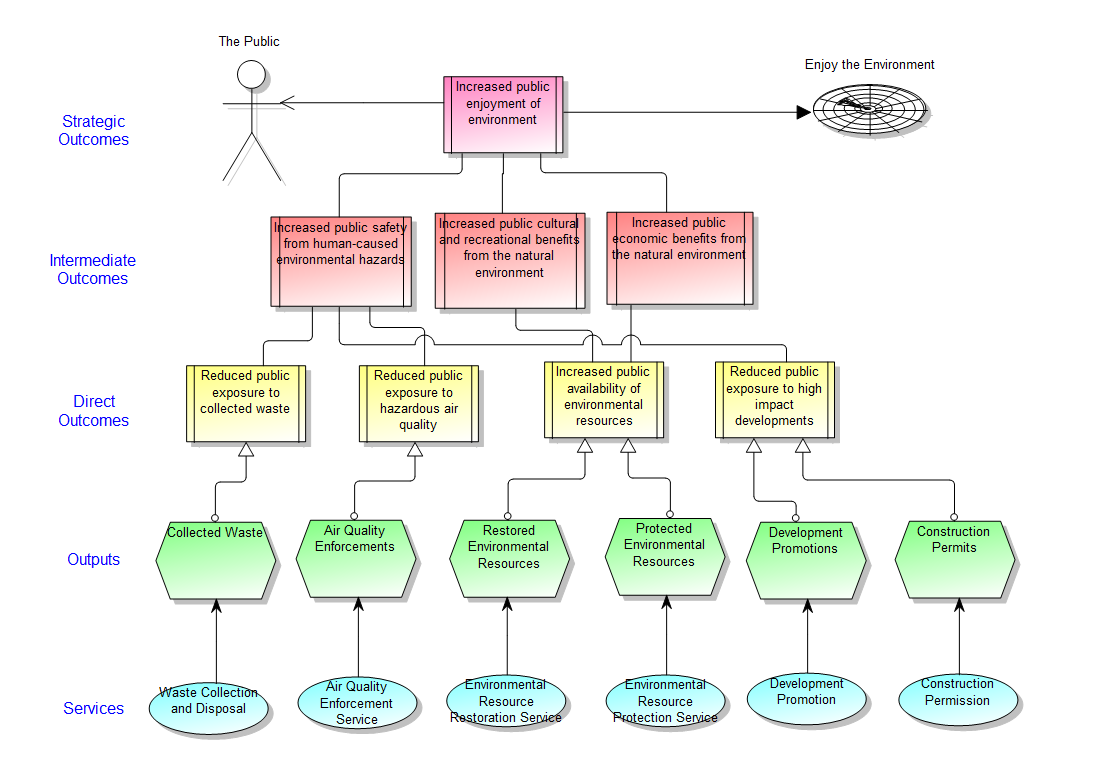 The Public
Enjoy the Environment
Strategic
Outcomes
Increased public
enjoyment of
environment
Intermediate
Outcomes
Increased public safety
from human-caused
environmental hazards
Increased public cultural
and recreational benefits
from the natural
environment
Increased public
economic benefits from
the natural environment
Direct
Outcomes
Reduced public
exposure to
collected waste
Reduced public
exposure to
hazardous air
quality
Increased public
availability of
environmental
resources
Reduced public
exposure to high
impact
developments
Outputs
Collected Waste
Air Quality
Enforcements
Restored
Environmental
Resources
Protected
Environmental
Resources
Development
Promotions
Construction
Permits
Services
Waste Collection
and Disposal
Air Quality
Enforcement
Service
Environmental
Resource
Restoration Service
Environmental
Resource
Protection Service
Development
Promotion
Construction
Permission